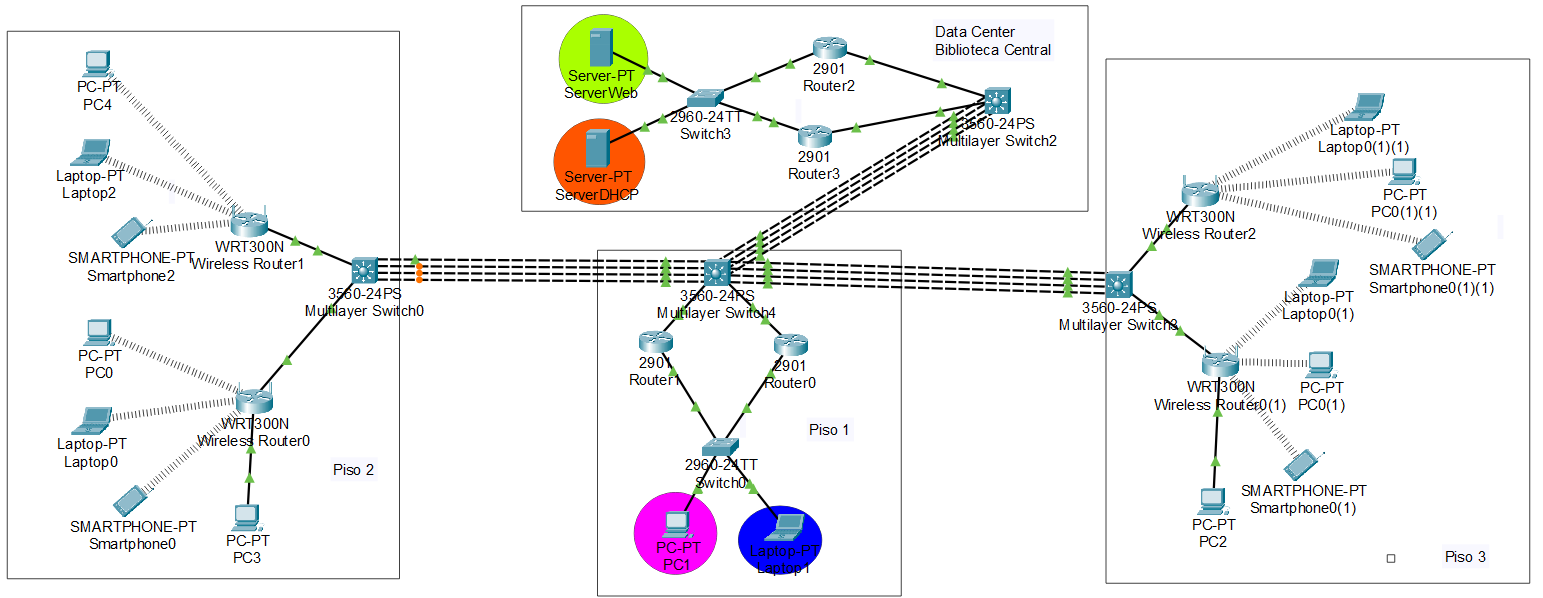 PC-PT
PC4
Laptop-PT
Laptop2
SMARTPHONE-PT
Smartphone2
WRT300N
Wireless Router1
3560-24PS
Multilayer Switch0
PC-PT
PC0
Laptop-PT
Laptop0
SMARTPHONE-PT
Smartphone0
WRT300N
Wireless Router0
PC-PT
PC3
Piso 2
Server-PT
ServerWeb
Server-PT
ServerDHCP
2960-24TT
Switch3
2901
Router2
2901
Router3
Data Center
Biblioteca Central
3560-24PS
Multilayer Switch2
3560-24PS
Multilayer Switch4
2901
Router1
2901
Router0
2960-24TT
Switch0
Piso 1
PC-PT
PC1
Laptop-PT
Laptop1
Laptop-PT
Laptop0(1)(1)
PC-PT
PC0(1)(1)
SMARTPHONE-PT
Smartphone0(1)(1)
WRT300N
Wireless Router2
3560-24PS
Multilayer Switch3
Laptop-PT
Laptop0(1)
PC-PT
PC0(1)
WRT300N
Wireless Router0(1)
SMARTPHONE-PT
Smartphone0(1)
PC-PT
PC2
Piso 3